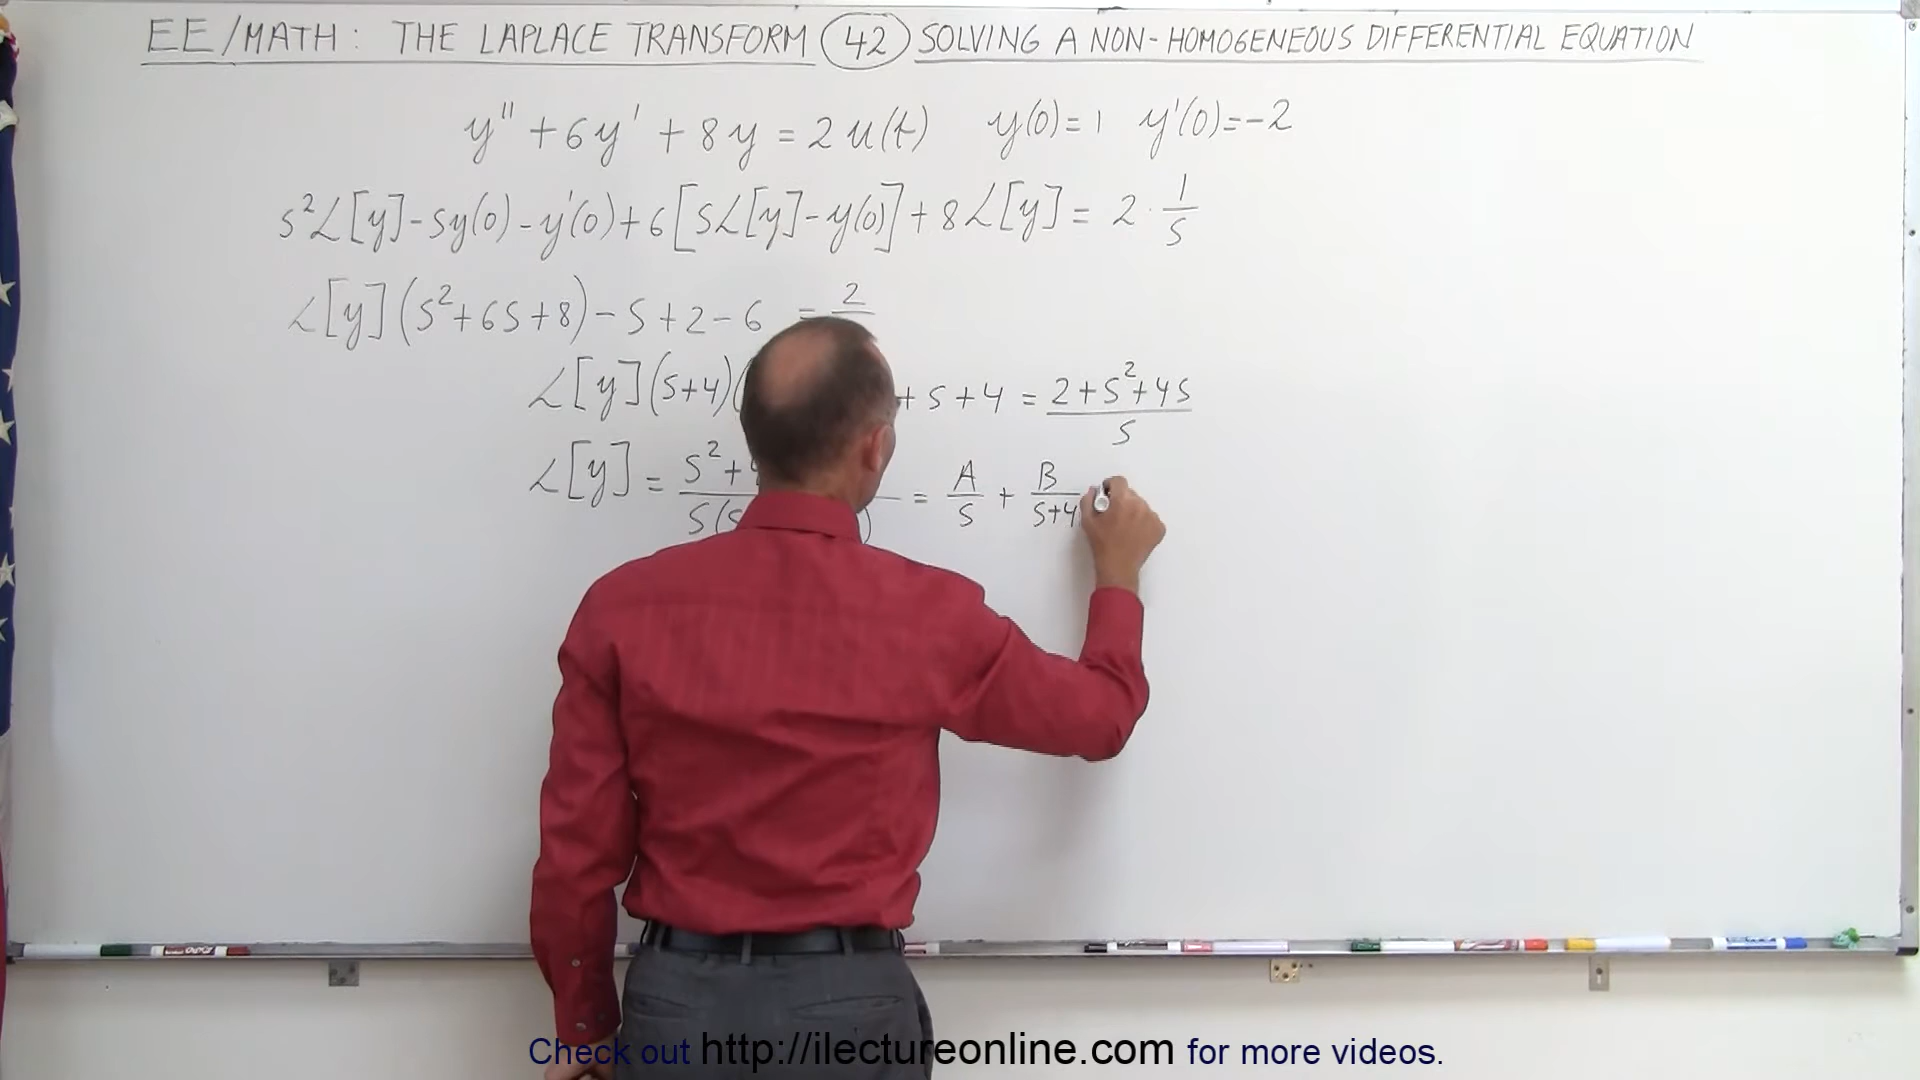 EE/MATH: THE LAPLACE TRANSFORM 42 SOLVING A NON-HOMOGENEOUS DIFFERENTIAL EQUATION
y'' + 6y' + 8y = 2u(t) y(0)=1 y'(0)=-2
s²L[y]-sy(0)-y'(0)+6[sL[y]-y(0)]+8L[y] = 2·1/s
L[y](s²+6s+8)-s+2-6 = 2
L[y](s+4)( +s+4 = (2+s²+4s)/s
L[y] = s²+ / s( ) = A/s + B/(s+4
Check out http://ilectureonline.com for more videos.